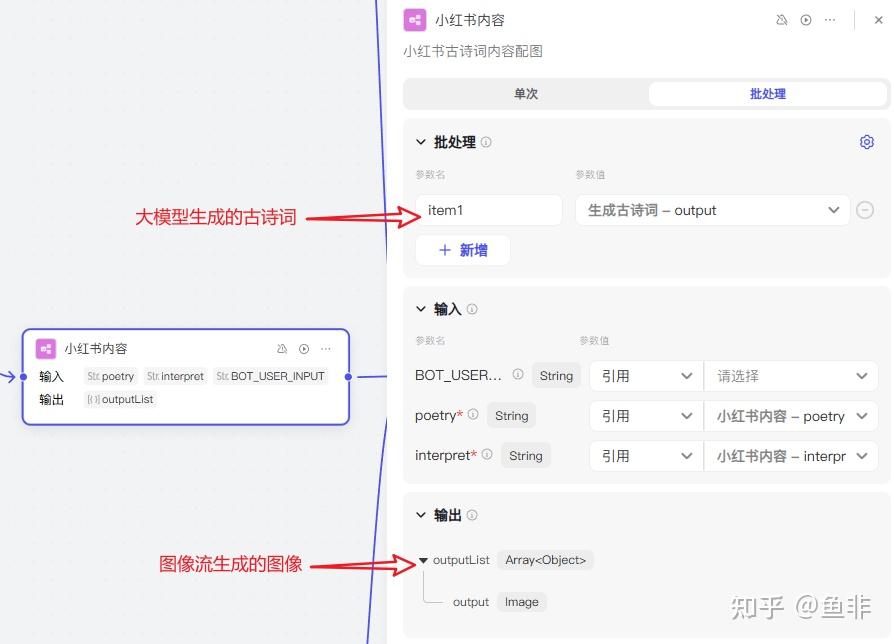 小红书内容
小红书古诗词内容配图
单次 批处理
批处理
参数名 参数值
大模型生成的古诗词
item1 生成古诗词 – output
新增
输入
参数名 参数值
小红书内容
输入 Str. poetry Str. interpret Str. BOT_USER_INPUT
输出 [{}] outputList
BOT_USER... String 引用 请选择
poetry* String 引用 小红书内容 – poetry
interpret* String 引用 小红书内容 – interpr
输出
图像流生成的图像
outputList Array<Object>
output Image
知乎 @鱼非